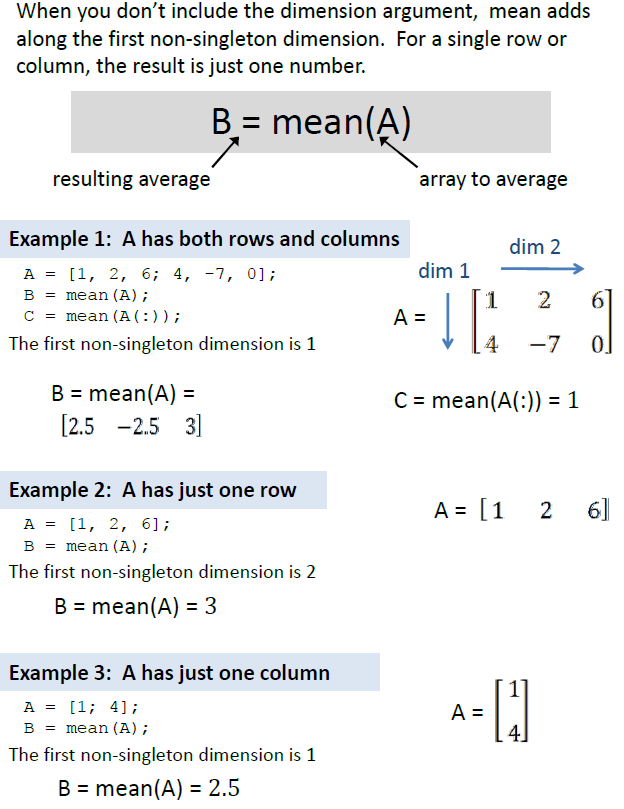 When you don’t include the dimension argument, mean adds
along the first non-singleton dimension. For a single row or
column, the result is just one number.
B = mean(A)
resulting average
array to average
Example 1: A has both rows and columns
A = [1, 2, 6; 4, -7, 0];
B = mean(A);
C = mean(A(:));
The first non-singleton dimension is 1
dim 2
dim 1
A = [1 2 6
4 −7 0]
B = mean(A) =
[2.5 −2.5 3]
C = mean(A(:)) = 1
Example 2: A has just one row
A = [1, 2, 6];
B = mean(A);
The first non-singleton dimension is 2
A = [1 2 6]
B = mean(A) = 3
Example 3: A has just one column
A = [1; 4];
B = mean(A);
The first non-singleton dimension is 1
A = [1
4]
B = mean(A) = 2.5